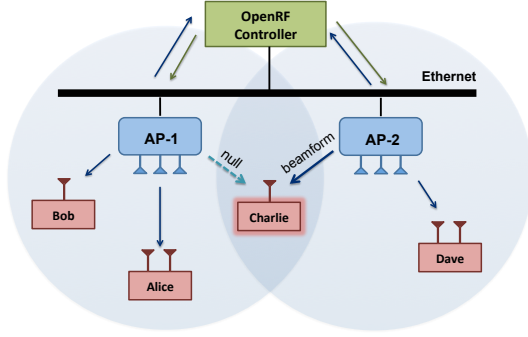 OpenRF
Controller
Ethernet
AP-1
AP-2
null
beamform
Bob
Charlie
Alice
Dave